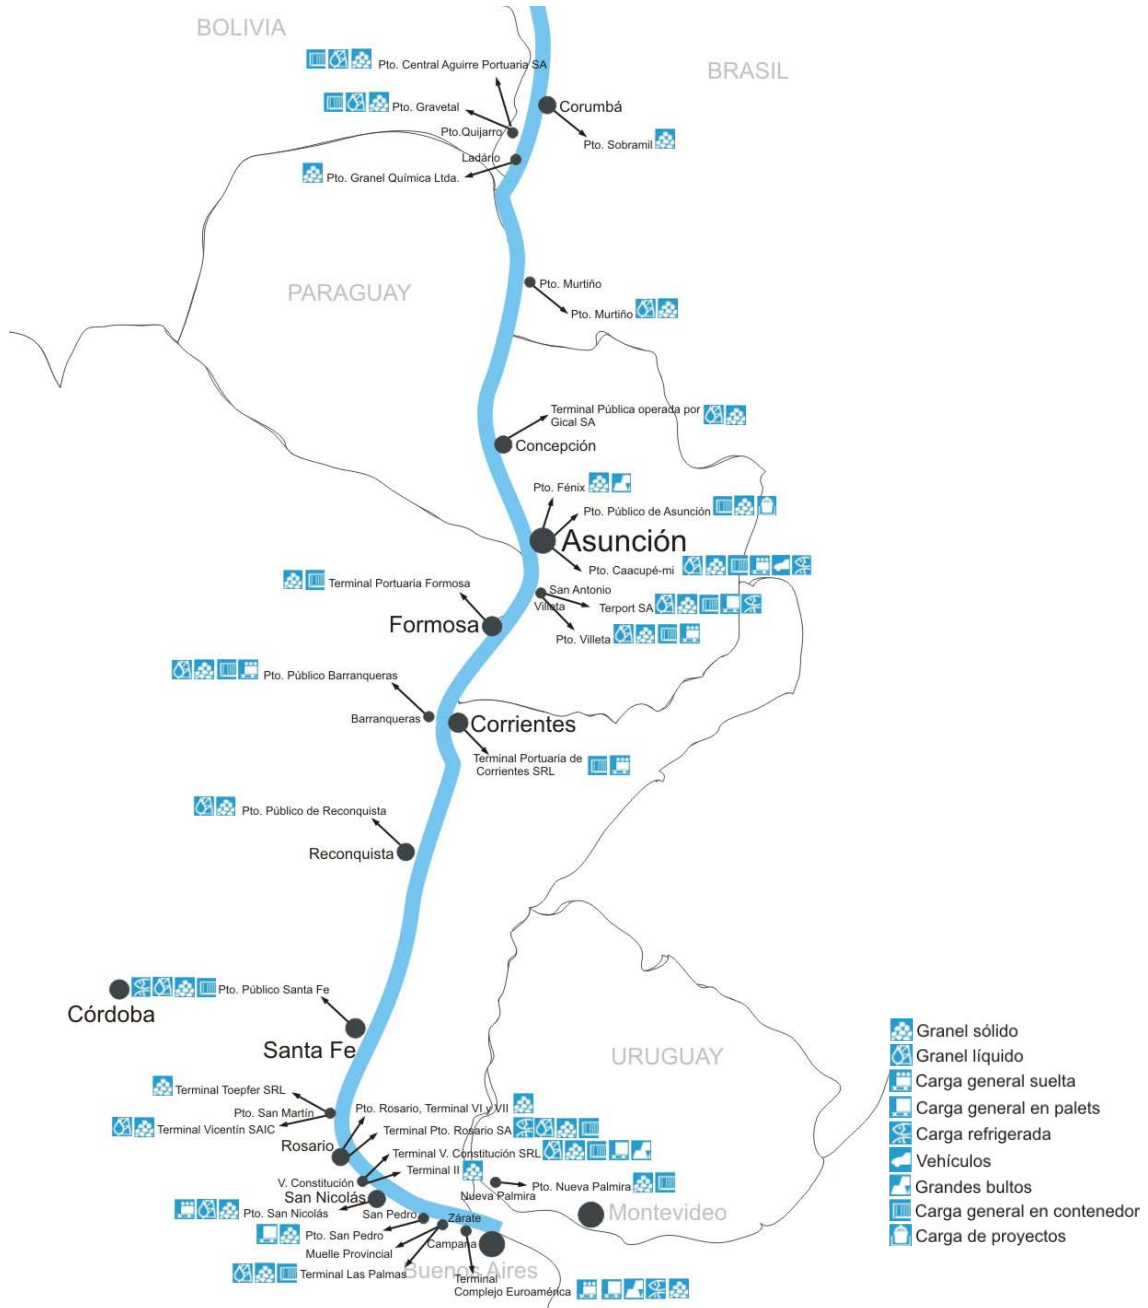 BOLIVIA
BRASIL
Pto. Central Aguirre Portuaria SA
Pto. Gravetal
Corumbá
Pto.Quijarro
Pto. Sobramil
Ladário
Pto. Granel Química Ltda.
PARAGUAY
Pto. Murtiño
Pto. Murtiño
Terminal Pública operada por
Gical SA
Concepción
Pto. Fénix
Pto. Público de Asunción
Asunción
Pto. Caacupé-mi
Terminal Portuaria Formosa
San Antonio
Villeta
Terport SA
Formosa
Pto. Villeta
Pto. Público Barranqueras
Barranqueras
Corrientes
Terminal Portuaria de
Corrientes SRL
Pto. Público de Reconquista
Reconquista
Pto. Público Santa Fe
Córdoba
Santa Fe
URUGUAY
Terminal Toepfer SRL
Pto. San Martín
Pto. Rosario, Terminal VI y VII
Terminal Vicentín SAIC
Terminal Pto. Rosario SA
Rosario
Terminal V. Constitución SRL
Terminal II
V. Constitución
San Nicolás
Pto. Nueva Palmira
Nueva Palmira
Pto. San Nicolás
San Pedro
Montevideo
Zárate
Pto. San Pedro
Campana
Muelle Provincial
Buenos Aires
Terminal Las Palmas
Terminal
Complejo Euroamérica
Granel sólido
Granel líquido
Carga general suelta
Carga general en palets
Carga refrigerada
Vehículos
Grandes bultos
Carga general en contenedor
Carga de proyectos